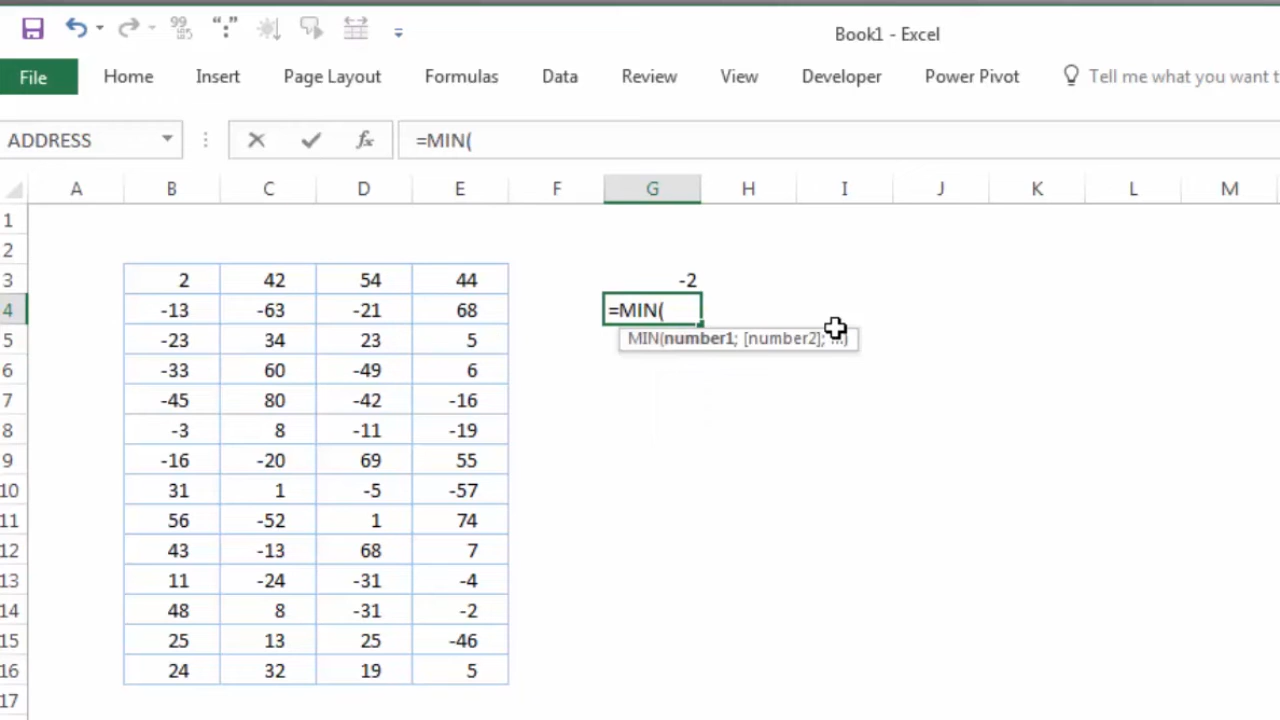 Book1 - Excel
File Home Insert Page Layout Formulas Data Review View Developer Power Pivot Tell me what you want t
ADDRESS fx =MIN(
A B C D E F G H I J K L M
1
2
3 2 42 54 44 -2
4 -13 -63 -21 68 =MIN(
5 -23 34 23 5 MIN(number1; [number2]; ...)
6 -33 60 -49 6
7 -45 80 -42 -16
8 -3 8 -11 -19
9 -16 -20 69 55
10 31 1 -5 -57
11 56 -52 1 74
12 43 -13 68 7
13 11 -24 -31 -4
14 48 8 -31 -2
15 25 13 25 -46
16 24 32 19 5
17